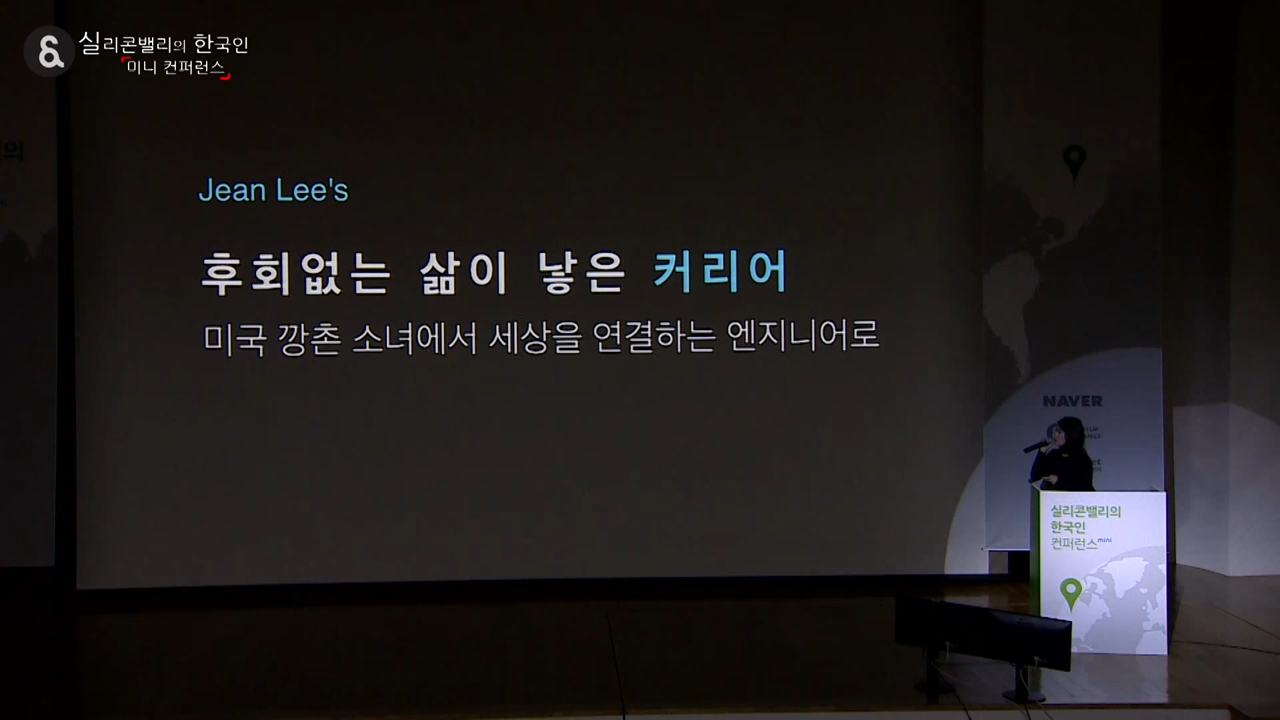 실리콘밸리의 한국인
미니 컨퍼런스
Jean Lee's
후회없는 삶이 낳은 커리어
미국 깡촌 소녀에서 세상을 연결하는 엔지니어로
NAVER
실리콘밸리의
한국인
컨퍼런스mini